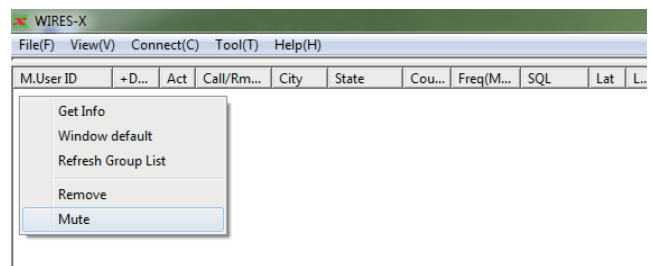 WIRES-X
File(F) View(V) Connect(C) Tool(T) Help(H)
M.User ID +D... Act Call/Rm... City State Cou... Freq(M... SQL Lat L...
Get Info
Window default
Refresh Group List
Remove
Mute